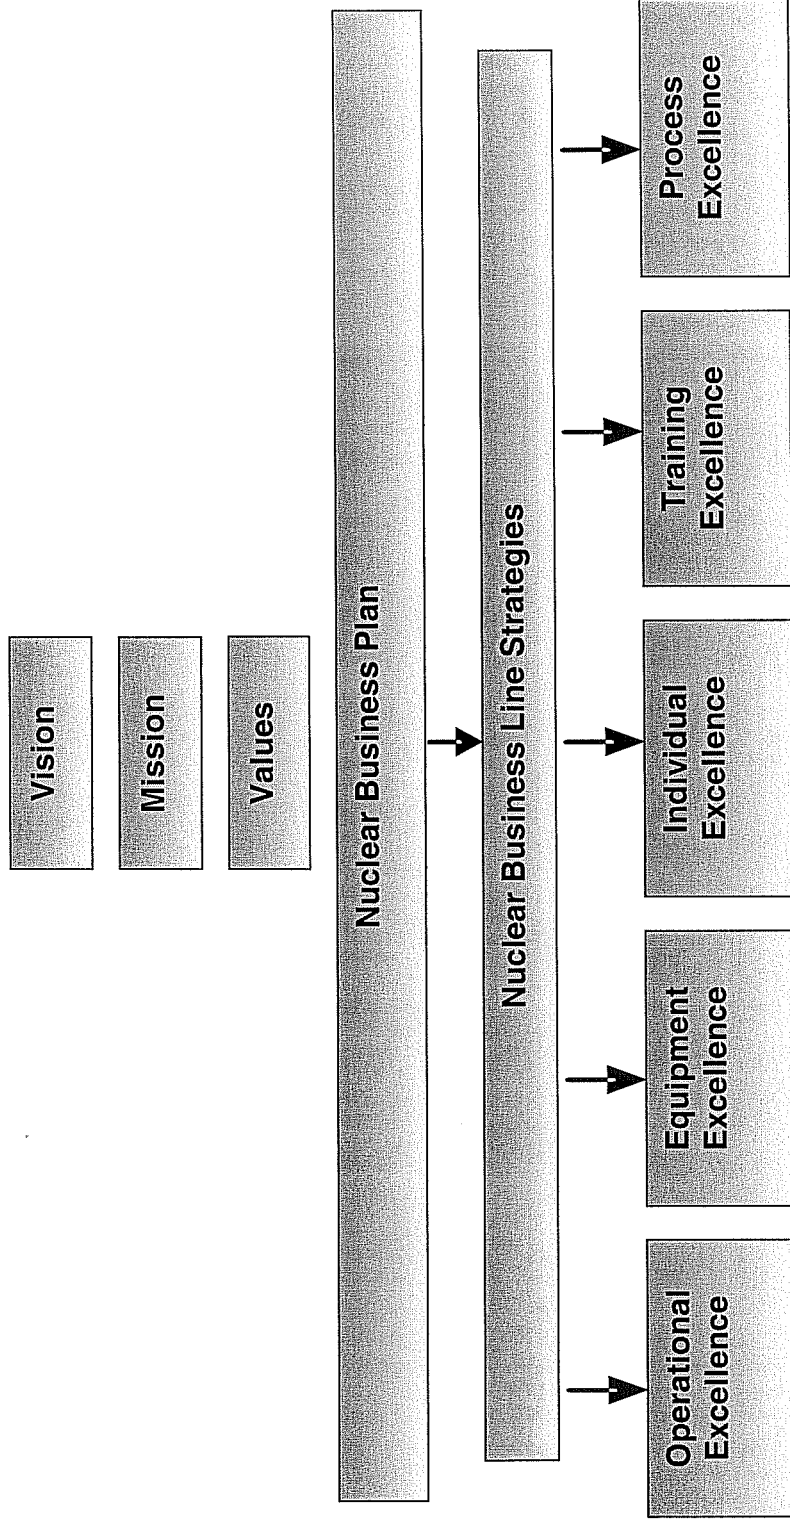 Vision
Mission
Values
Nuclear Business Plan
Nuclear Business Line Strategies
Operational
Excellence
Equipment
Excellence
Individual
Excellence
Training
Excellence
Process
Excellence